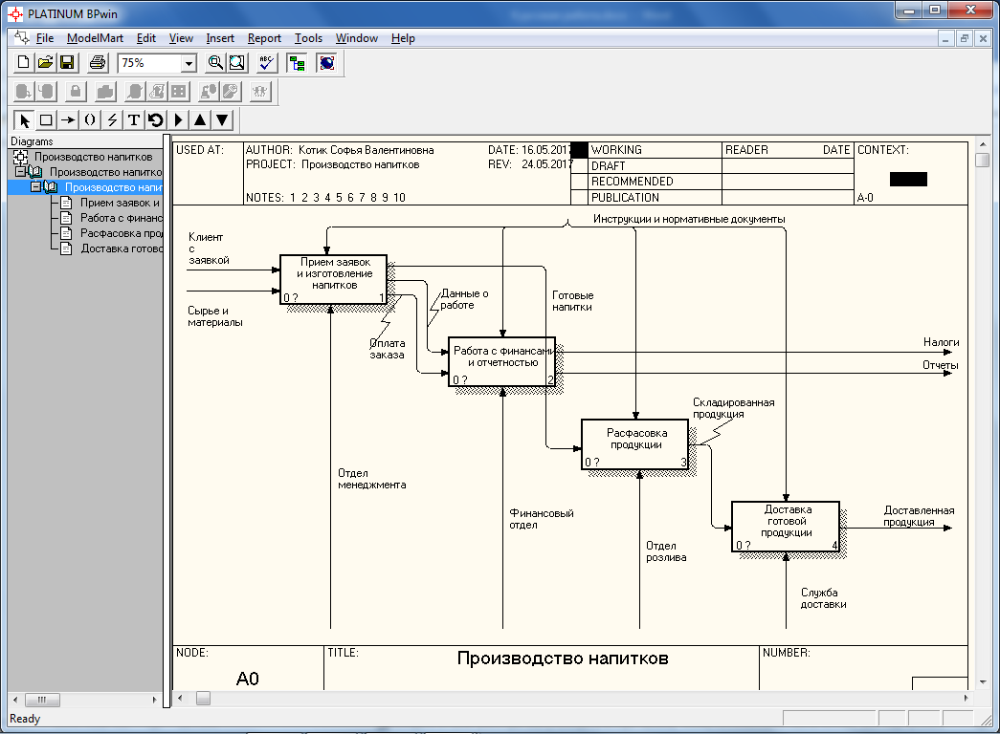 PLATINUM BPwin
File ModelMart Edit View Insert Report Tools Window Help
75%
ABC
T
Diagrams
Производство напитков
Производство напитко
Производство напит
Прием заявок и
Работа с финанс
Расфасовка про
Доставка готово
USED AT:
AUTHOR: Котик Софья Валентиновна
DATE: 16.05.2017
PROJECT: Производство напитков
REV: 24.05.2017
NOTES: 1 2 3 4 5 6 7 8 9 10
WORKING
DRAFT
RECOMMENDED
PUBLICATION
READER DATE
CONTEXT:
A-0
Инструкции и нормативные документы
Клиент
с
заявкой
Сырье и
материалы
Прием заявок
и изготовление
напитков
0 ? 1
Данные о
работе
Оплата
заказа
Готовые
напитки
Работа с финансами
и отчетностью
0 ? 2
Налоги
Отчеты
Складированная
продукция
Расфасовка
продукции
0 ? 3
Отдел
менеджмента
Финансовый
отдел
Доставка
готовой
продукции
0 ? 4
Доставленная
продукция
Отдел
розлива
Служба
доставки
NODE:
A0
TITLE:
Производство напитков
NUMBER:
Ready